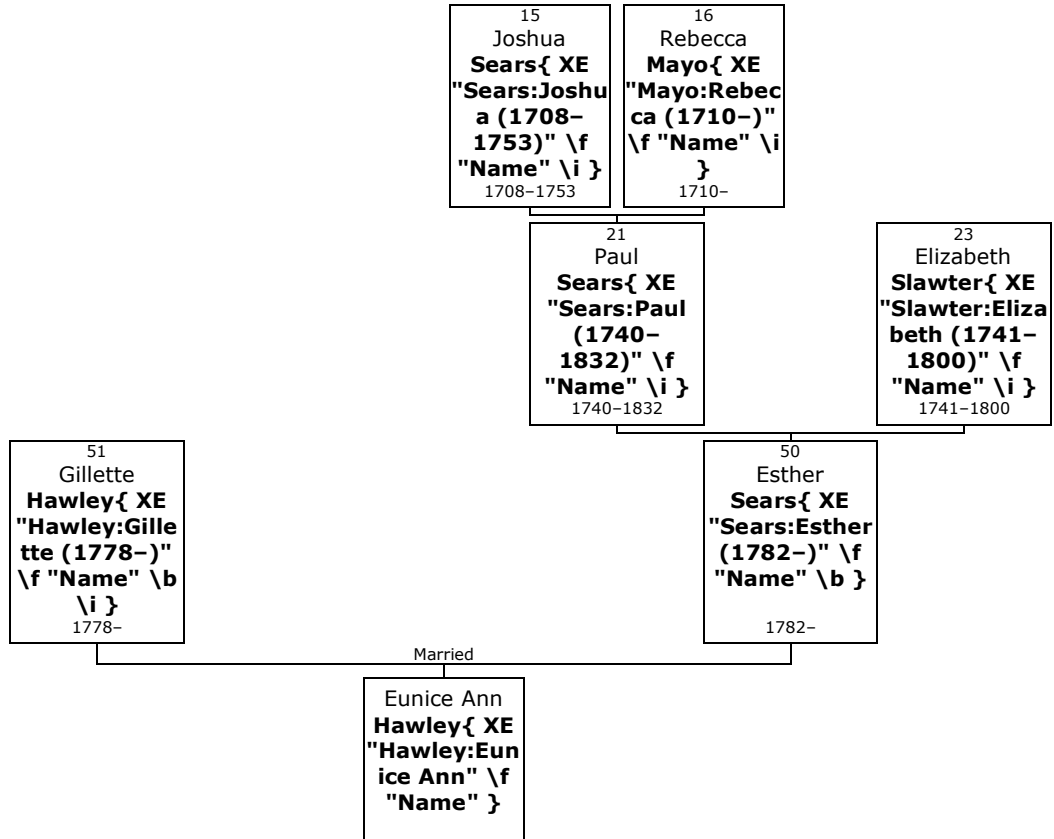 15
Joshua
Sears{ XE
"Sears:Joshu
a (1708–
1753)" \f
"Name" \i }
1708–1753
16
Rebecca
Mayo{ XE
"Mayo:Rebec
ca (1710–)"
\f "Name" \i
}
1710–
21
Paul
Sears{ XE
"Sears:Paul
(1740–
1832)" \f
"Name" \i }
1740–1832
23
Elizabeth
Slawter{ XE
"Slawter:Eliza
beth (1741–
1800)" \f
"Name" \i }
1741–1800
51
Gillette
Hawley{ XE
"Hawley:Gille
tte (1778–)"
\f "Name" \b
\i }
1778–
50
Esther
Sears{ XE
"Sears:Esther
(1782–)" \f
"Name" \b }
1782–
Married
Eunice Ann
Hawley{ XE
"Hawley:Eun
ice Ann" \f
"Name" }